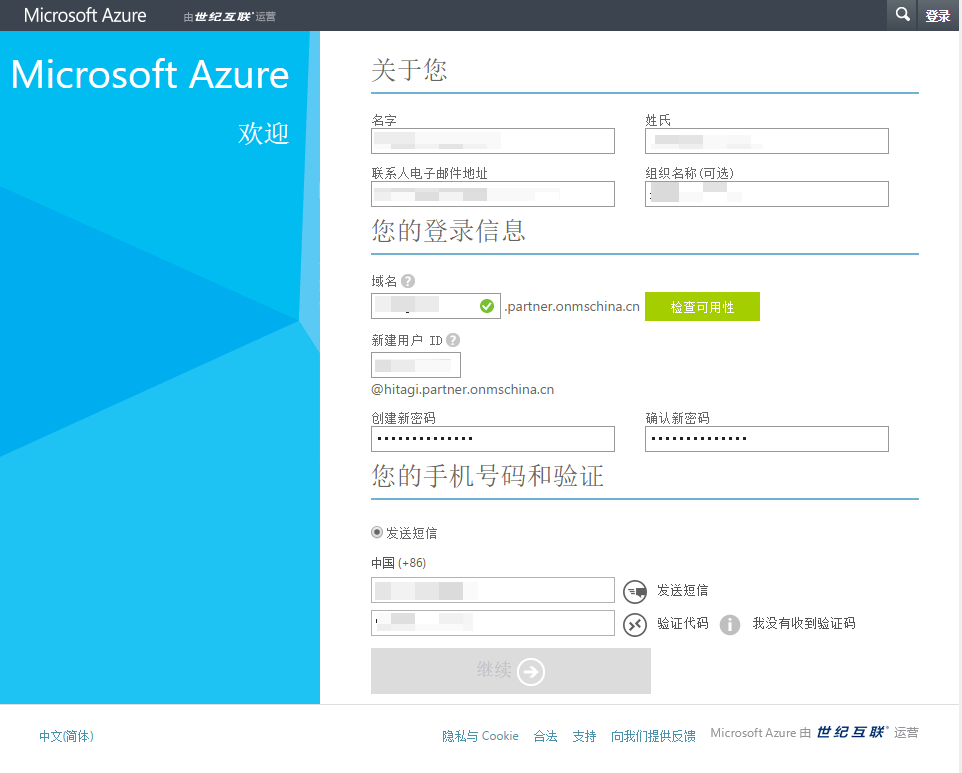 Microsoft Azure 由世纪互联运营 登录
Microsoft Azure
欢迎
关于您
名字 姓氏
联系人电子邮件地址 组织名称(可选)
您的登录信息
域名
.partner.onmschina.cn 检查可用性
新建用户 ID
@hitagi.partner.onmschina.cn
创建新密码 确认新密码
您的手机号码和验证
发送短信
中国 (+86)
发送短信
验证代码 我没有收到验证码
继续
中文(简体) 隐私与 Cookie 合法 支持 向我们提供反馈 Microsoft Azure 由 世纪互联 运营